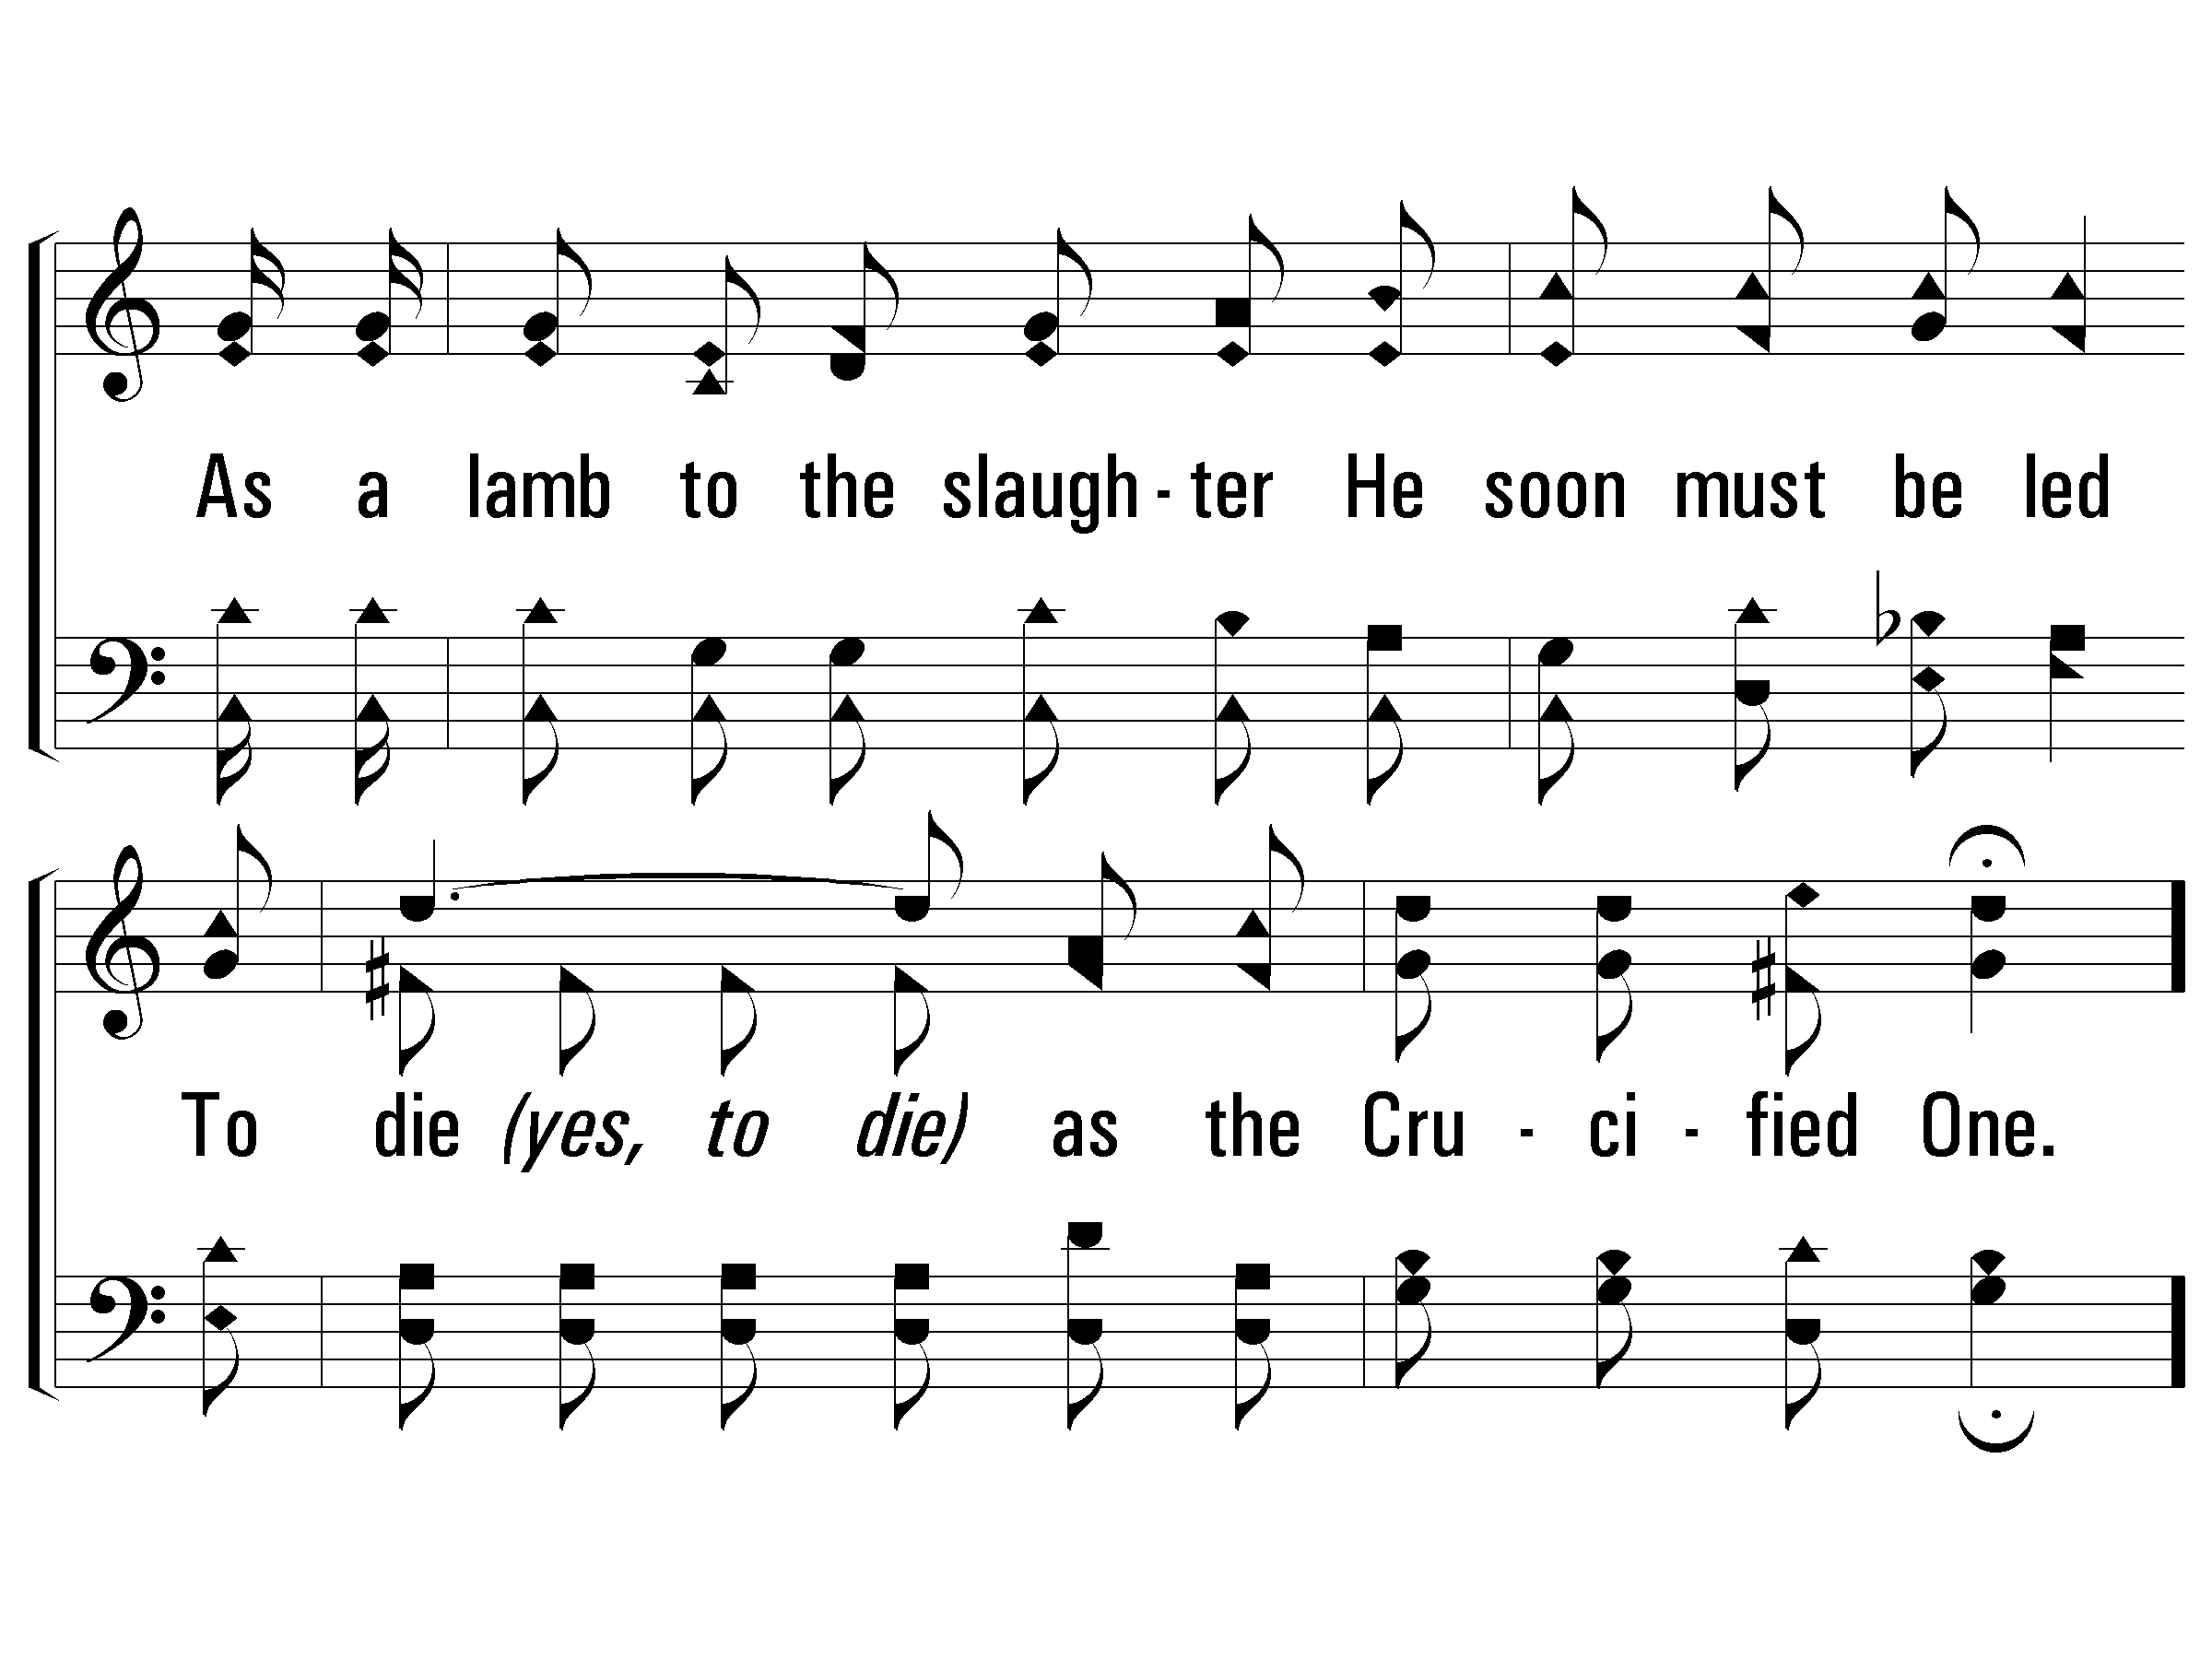 As a lamb to the slaugh - ter He soon must be led
To die (yes, to die) as the Cru - ci - fied One.